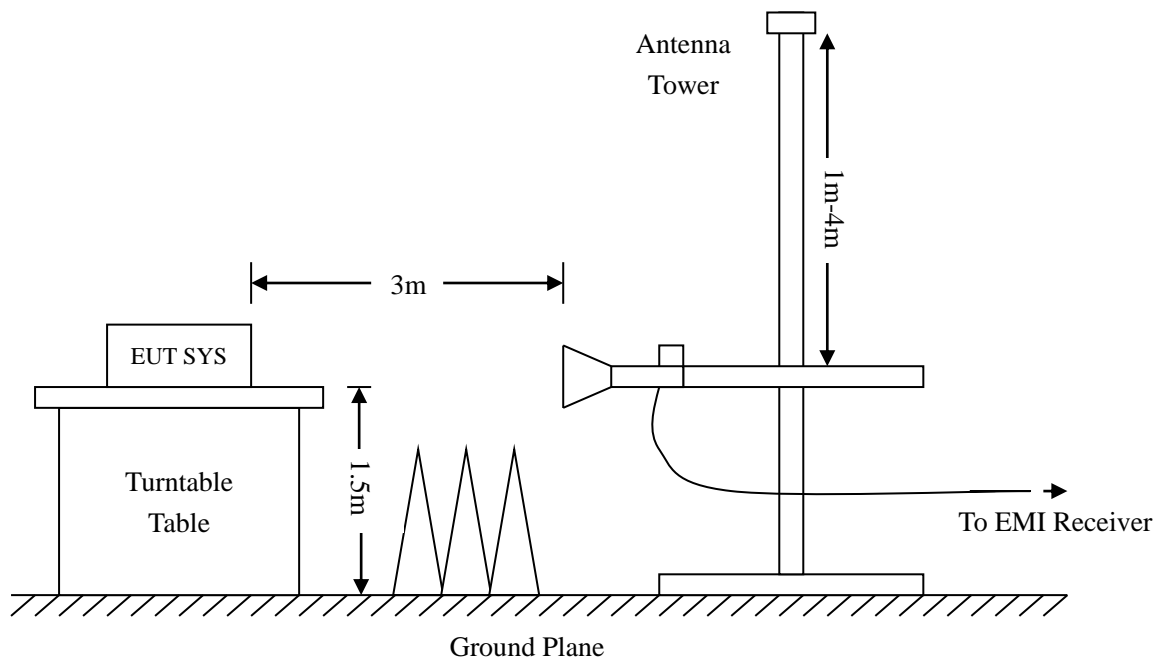 Antenna
Tower
1m-4m
3m
EUT SYS
1.5m
Turntable
Table
To EMI Receiver
Ground Plane